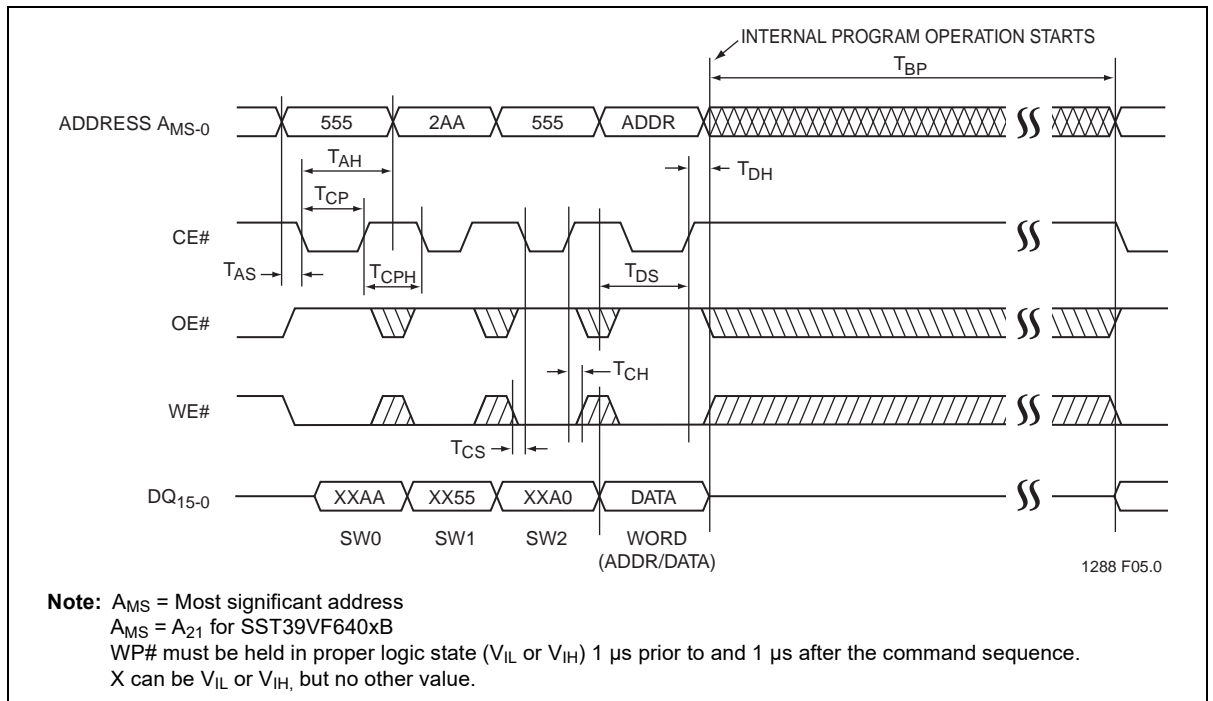 INTERNAL PROGRAM OPERATION STARTS
TBP
ADDRESS AMS-0
555
2AA
555
ADDR
TAH
TDH
TCP
CE#
TAS
TCPH
TDS
OE#
TCH
WE#
TCS
DQ15-0
XXAA
XX55
XXA0
DATA
SW0
SW1
SW2
WORD
(ADDR/DATA)
1288 F05.0
Note: AMS = Most significant address
AMS = A21 for SST39VF640xB
WP# must be held in proper logic state (VIL or VIH) 1 µs prior to and 1 µs after the command sequence.
X can be VIL or VIH, but no other value.